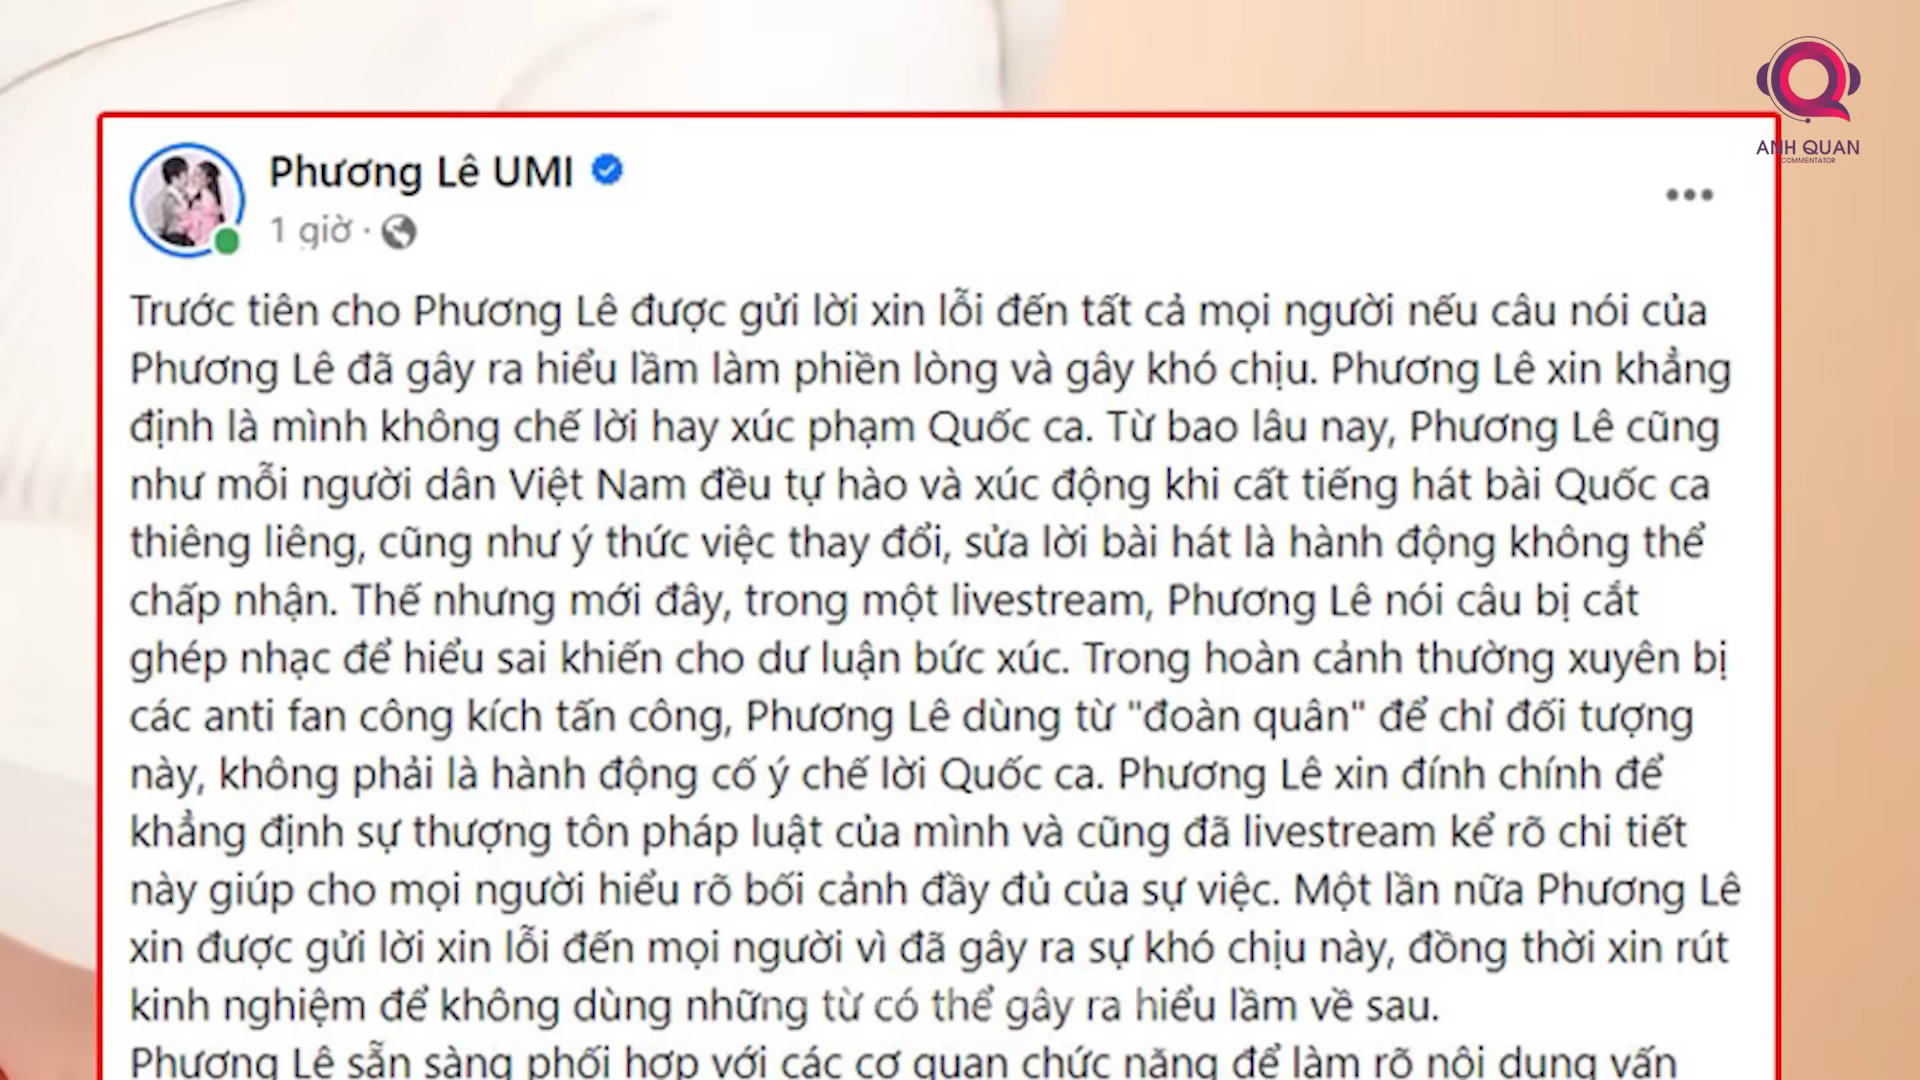 ANH QUAN
COMMENTATOR
Phương Lê UMI
1 giờ ·
Trước tiên cho Phương Lê được gửi lời xin lỗi đến tất cả mọi người nếu câu nói của
Phương Lê đã gây ra hiểu lầm làm phiền lòng và gây khó chịu. Phương Lê xin khẳng
định là mình không chế lời hay xúc phạm Quốc ca. Từ bao lâu nay, Phương Lê cũng
như mỗi người dân Việt Nam đều tự hào và xúc động khi cất tiếng hát bài Quốc ca
thiêng liêng, cũng như ý thức việc thay đổi, sửa lời bài hát là hành động không thể
chấp nhận. Thế nhưng mới đây, trong một livestream, Phương Lê nói câu bị cắt
ghép nhạc để hiểu sai khiến cho dư luận bức xúc. Trong hoàn cảnh thường xuyên bị
các anti fan công kích tấn công, Phương Lê dùng từ "đoàn quân" để chỉ đối tượng
này, không phải là hành động cố ý chế lời Quốc ca. Phương Lê xin đính chính để
khẳng định sự thượng tôn pháp luật của mình và cũng đã livestream kể rõ chi tiết
này giúp cho mọi người hiểu rõ bối cảnh đầy đủ của sự việc. Một lần nữa Phương Lê
xin được gửi lời xin lỗi đến mọi người vì đã gây ra sự khó chịu này, đồng thời xin rút
kinh nghiệm để không dùng những từ có thể gây ra hiểu lầm về sau.
Phương Lê sẵn sàng phối hợp với các cơ quan chức năng để làm rõ nội dung vấn